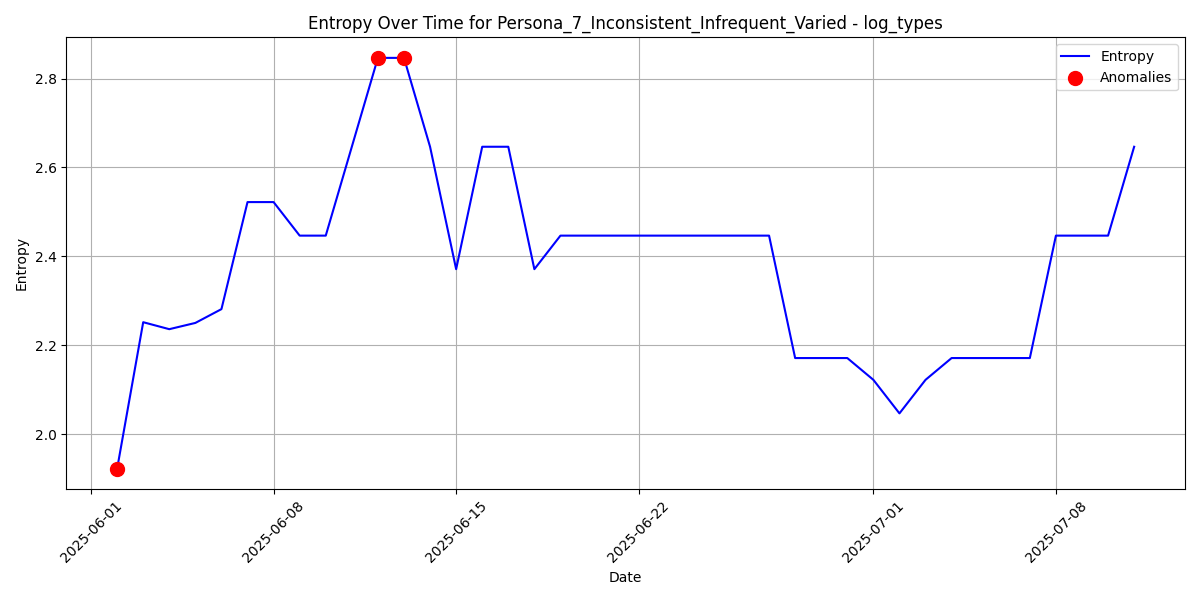 Entropy Over Time for Persona_7_Inconsistent_Infrequent_Varied - log_types
Entropy
Anomalies
2.8
2.6
2.4
2.2
2.0
Entropy
2025-06-01
2025-06-08
2025-06-15
2025-06-22
2025-07-01
2025-07-08
Date